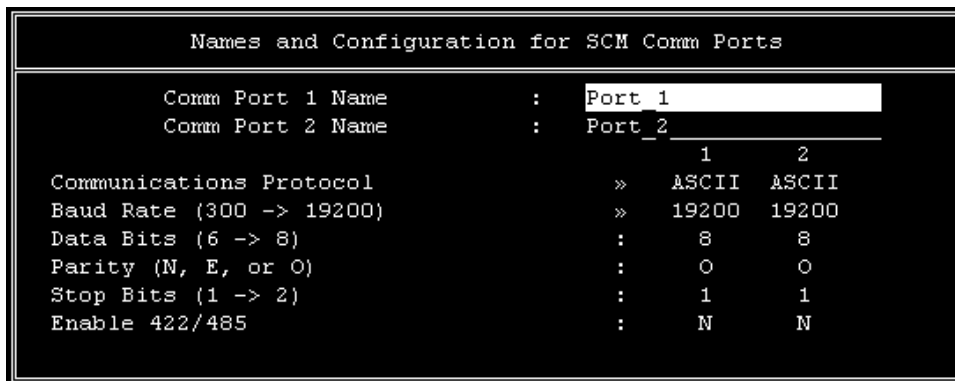 Names and Configuration for SCM Comm Ports
Comm Port 1 Name : Port_1
Comm Port 2 Name : Port_2
1 2
Communications Protocol » ASCII ASCII
Baud Rate (300 -> 19200) » 19200 19200
Data Bits (6 -> 8) : 8 8
Parity (N, E, or O) : O O
Stop Bits (1 -> 2) : 1 1
Enable 422/485 : N N